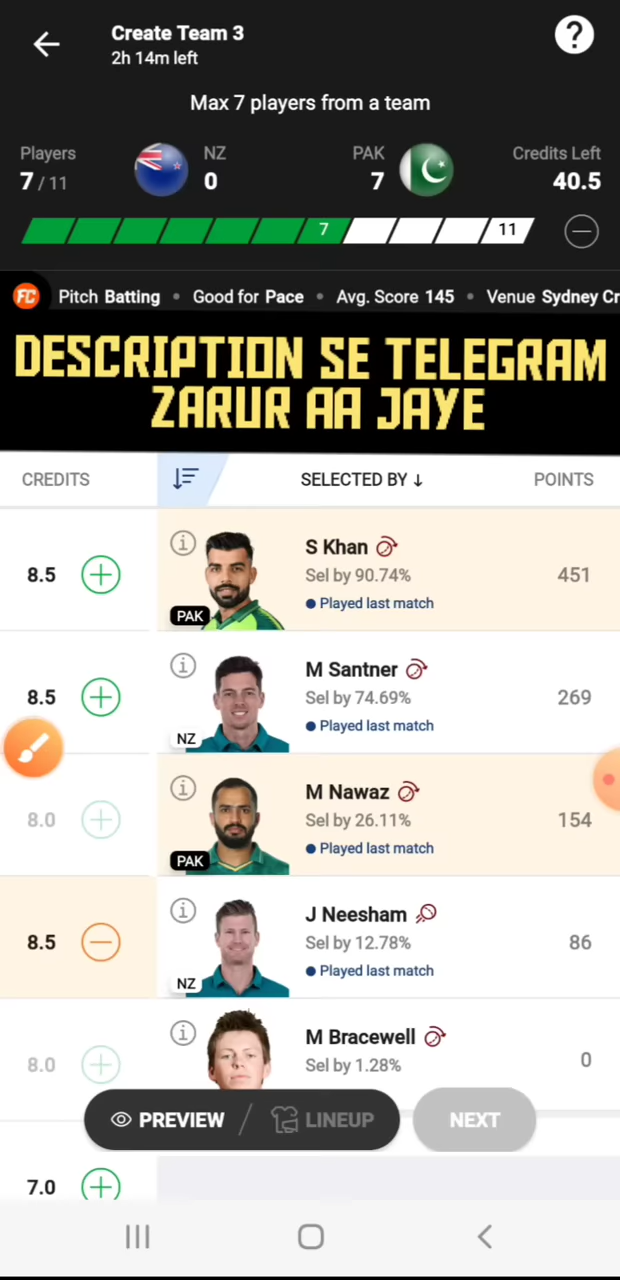 Create Team 3
2h 14m left
?
Max 7 players from a team
Players
7 / 11
NZ
0
PAK
7
Credits Left
40.5
7
11
FC Pitch Batting • Good for Pace • Avg. Score 145 • Venue Sydney Cr
DESCRIPTION SE TELEGRAM
ZARUR AA JAYE
CREDITS SELECTED BY ↓ POINTS
S Khan
8.5 Sel by 90.74% 451
Played last match
PAK
M Santner
8.5 Sel by 74.69% 269
Played last match
NZ
M Nawaz
8.0 Sel by 26.11% 154
Played last match
PAK
J Neesham
8.5 Sel by 12.78% 86
Played last match
NZ
M Bracewell
8.0 Sel by 1.28% 0
PREVIEW / LINEUP NEXT
7.0